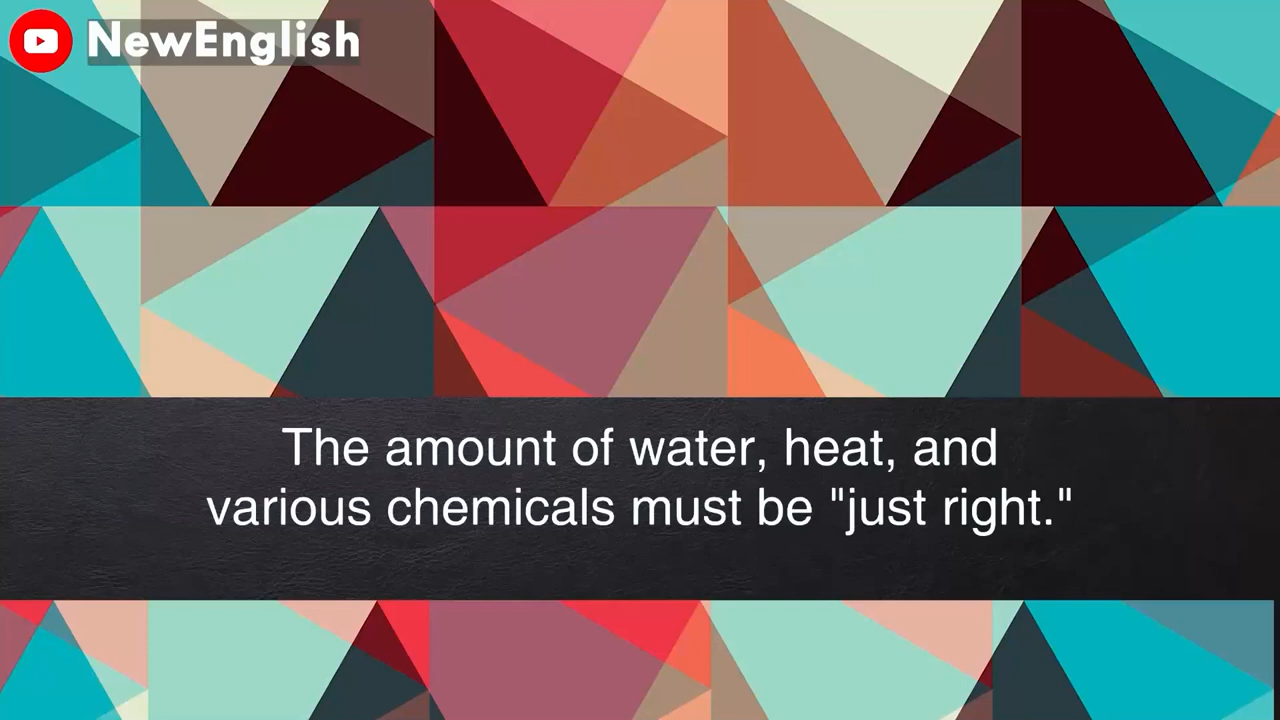 NewEnglish
The amount of water, heat, and
various chemicals must be "just right."